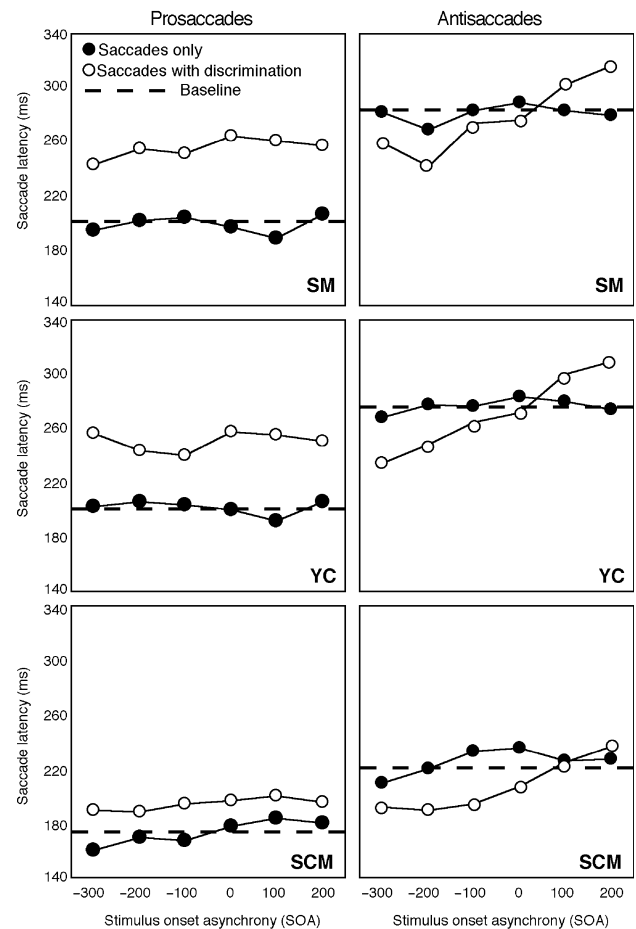 Prosaccades Antisaccades
Saccades only
Saccades with discrimination
Baseline
340
300
260
220
180
140
Saccade latency (ms)
SM SM
340
300
260
220
180
140
Saccade latency (ms)
YC YC
340
300
260
220
180
140
Saccade latency (ms)
SCM SCM
−300 −200 −100 0 100 200 −300 −200 −100 0 100 200
Stimulus onset asynchrony (SOA) Stimulus onset asynchrony (SOA)